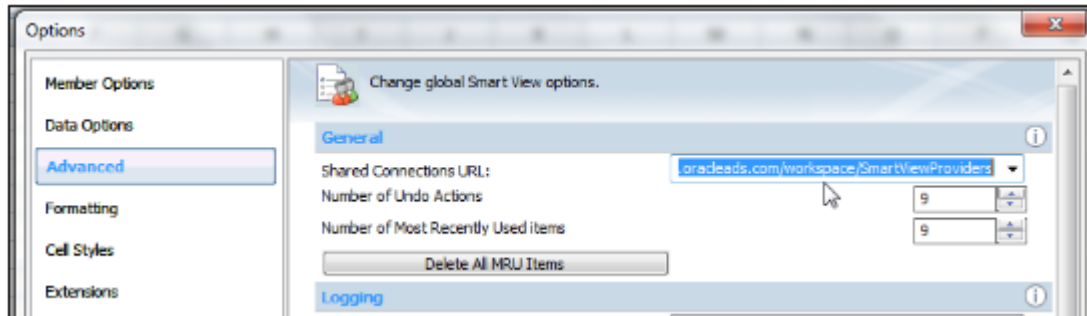 Options
Member Options
Data Options
Advanced
Formatting
Cell Styles
Extensions
Change global Smart View options.
General
Shared Connections URL: .oracleads.com/workspace/SmartViewProviders
Number of Undo Actions 9
Number of Most Recently Used items 9
Delete All MRU Items
Logging